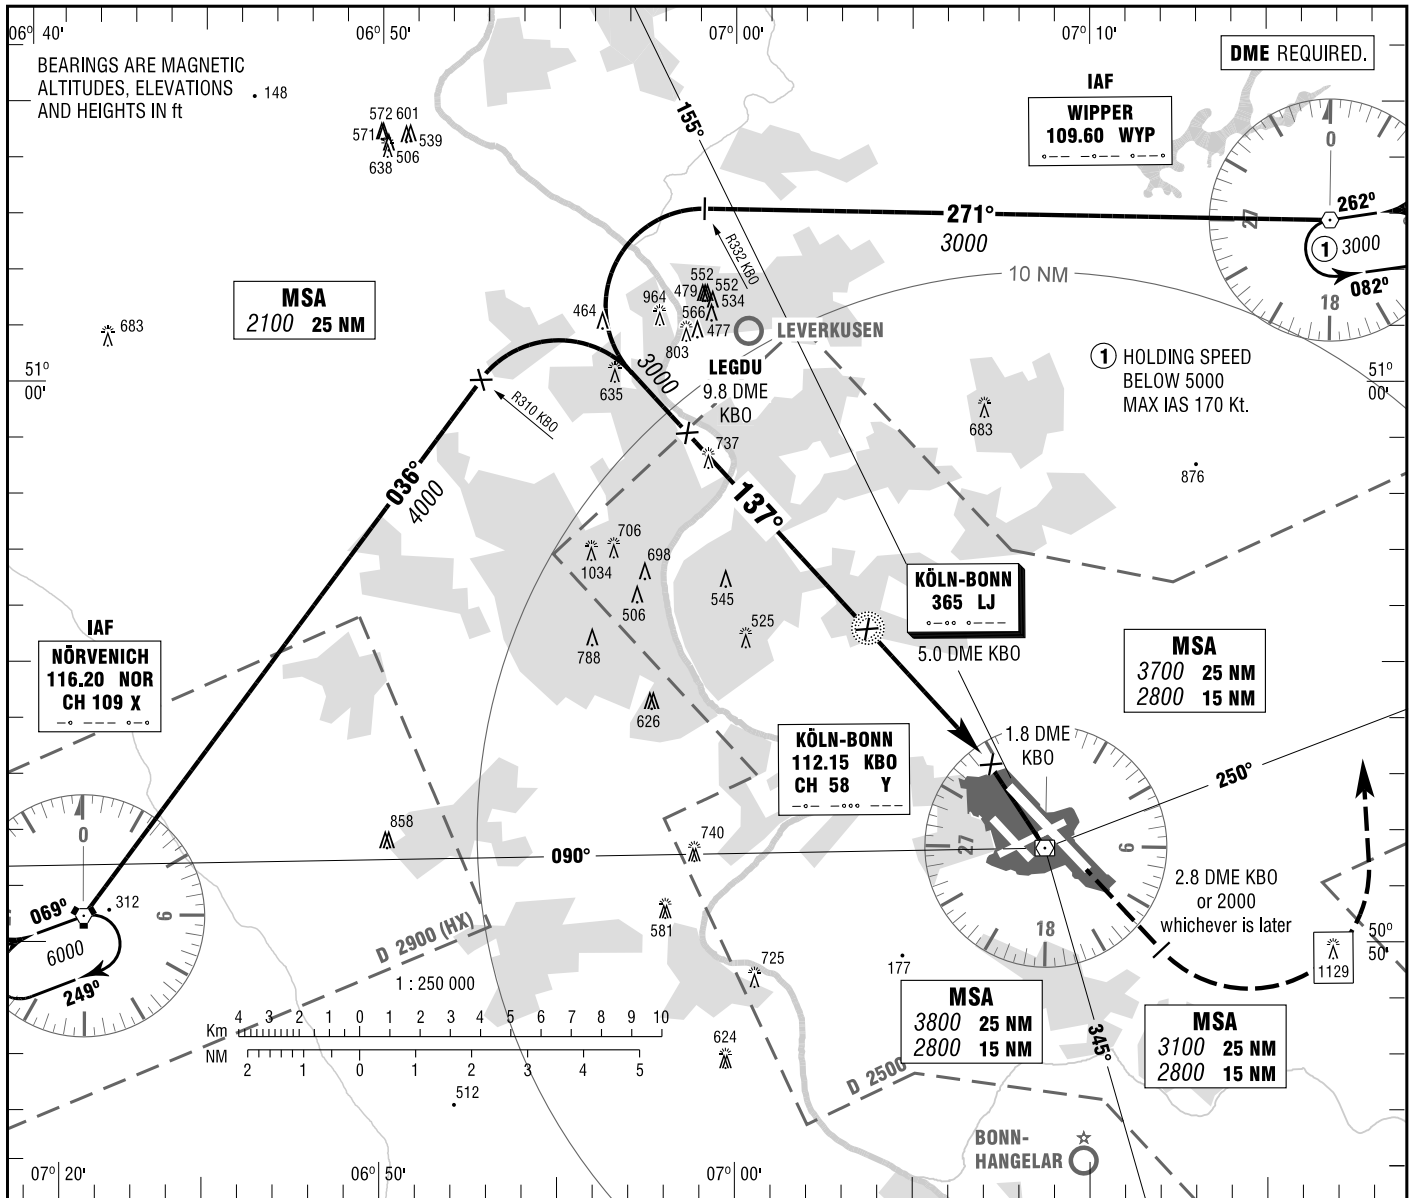 06° 40'
06° 50'
07° 00'
07° 10'
BEARINGS ARE MAGNETIC
ALTITUDES, ELEVATIONS
AND HEIGHTS IN ft
148
DME REQUIRED.
IAF
WIPPER
109.60 WYP
572 601
571
539
506
638
155°
0
27
18
262°
1 3000
082°
271°
3000
R332 KBO
10 NM
MSA
2100 25 NM
683
552
479
552
534
964
566
477
464
803
LEVERKUSEN
635
3000
LEGDU
9.8 DME
KBO
1 HOLDING SPEED
BELOW 5000
MAX IAS 170 Kt.
51°
00'
51°
00'
R310 KBO
683
737
876
036°
4000
137°
706
1034
698
506
545
525
788
626
KÖLN-BONN
365 LJ
5.0 DME KBO
IAF
NÖRVENICH
116.20 NOR
CH 109 X
MSA
3700 25 NM
2800 15 NM
KÖLN-BONN
112.15 KBO
CH 58 Y
1.8 DME
KBO
250°
858
740
090°
27
6
18
0
6
312
069°
6000
249°
D 2900 (HX)
581
2.8 DME KBO
or 2000
whichever is later
1129
50°
50'
725
177
1 : 250 000
Km
4 3 2 1 0 1 2 3 4 5 6 7 8 9 10
NM
2 1 0 1 2 3 4 5
512
624
MSA
3800 25 NM
2800 15 NM
345°
MSA
3100 25 NM
2800 15 NM
D 2500
BONN-
HANGELAR
07° 20'
06° 50'
07° 00'
07° 10'